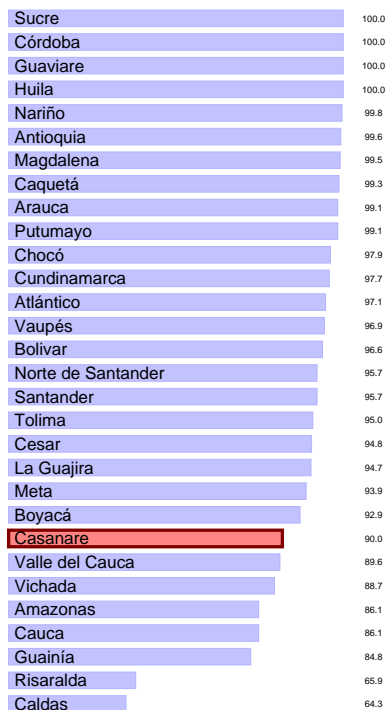 Sucre 100.0
Córdoba 100.0
Guaviare 100.0
Huila 100.0
Nariño 99.8
Antioquia 99.6
Magdalena 99.5
Caquetá 99.3
Arauca 99.1
Putumayo 99.1
Chocó 97.9
Cundinamarca 97.7
Atlántico 97.1
Vaupés 96.9
Bolivar 96.6
Norte de Santander 95.7
Santander 95.7
Tolima 95.0
Cesar 94.8
La Guajira 94.7
Meta 93.9
Boyacá 92.9
Casanare 90.0
Valle del Cauca 89.6
Vichada 88.7
Amazonas 86.1
Cauca 86.1
Guainía 84.8
Risaralda 65.9
Caldas 64.3